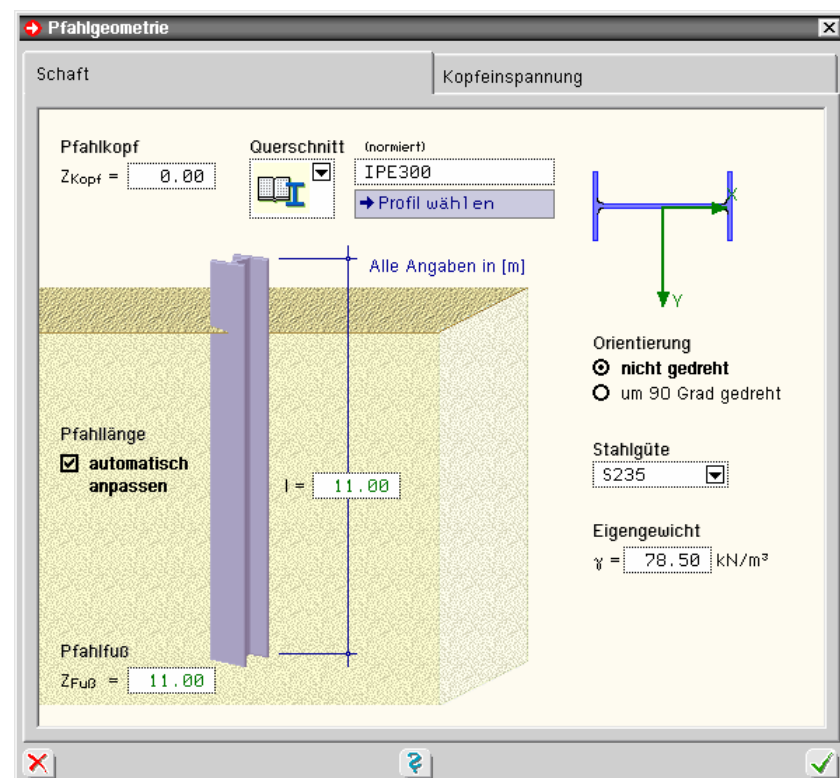 Pfahlgeometrie
Schaft
Kopfeinspannung
Pfahlkopf
ZKopf = 0.00
Querschnitt (normiert)
IPE300
Profil wählen
X
Y
Alle Angaben in [m]
Orientierung
nicht gedreht
um 90 Grad gedreht
Pfahllänge
automatisch
anpassen
l = 11.00
Stahlgüte
S235
Eigengewicht
γ = 78.50 kN/m³
Pfahlfuß
ZFuß = 11.00